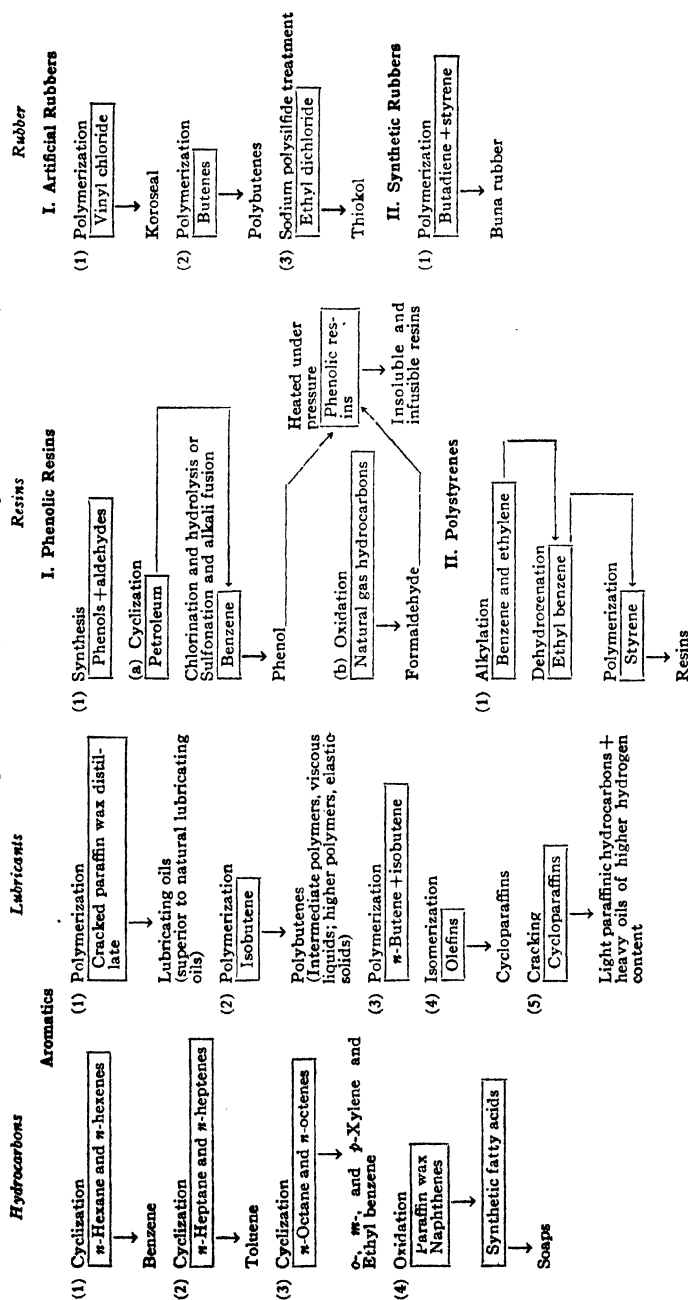 Hydrocarbons
Aromatics
(1) Cyclization
n-Hexane and n-hexenes
Benzene
(2) Cyclization
n-Heptane and n-heptenes
Toluene
(3) Cyclization
n-Octane and n-octenes
o-, m-, and p-Xylene and
Ethyl benzene
(4) Oxidation
Paraffin wax
Naphthenes
Synthetic fatty acids
Soaps
Lubricants
(1) Polymerization
Cracked paraffin wax distil-
late
Lubricating oils
(superior to natural lubricating
oils)
(2) Polymerization
Isobutene
Polybutenes
(Intermediate polymers, viscous
liquids; higher polymers, elastic
solids)
(3) Polymerization
n-Butene+isobutene
(4) Isomerization
Olefins
Cycloparaffins
(5) Cracking
Cycloparaffins
Light paraffinic hydrocarbons+
heavy oils of higher hydrogen
content
Resins
I. Phenolic Resins
(1) Synthesis
Phenols+aldehydes
(a) Cyclization
Petroleum
Chlorination and hydrolysis or
Sulfonation and alkali fusion
Benzene
Phenol
Heated under
pressure
Phenolic res-
ins
Insoluble and
infusible resins
(b) Oxidation
Natural gas hydrocarbons
Formaldehyde
II. Polystyrenes
(1) Alkylation
Benzene and ethylene
Dehydrogenation
Ethyl benzene
Polymerization
Styrene
Resins
Rubber
I. Artificial Rubbers
(1) Polymerization
Vinyl chloride
Koroseal
(2) Polymerization
Butenes
Polybutenes
(3) Sodium polysilfide treatment
Ethyl dichloride
Thiokol
II. Synthetic Rubbers
(1) Polymerization
Butadiene+styrene
Buna rubber